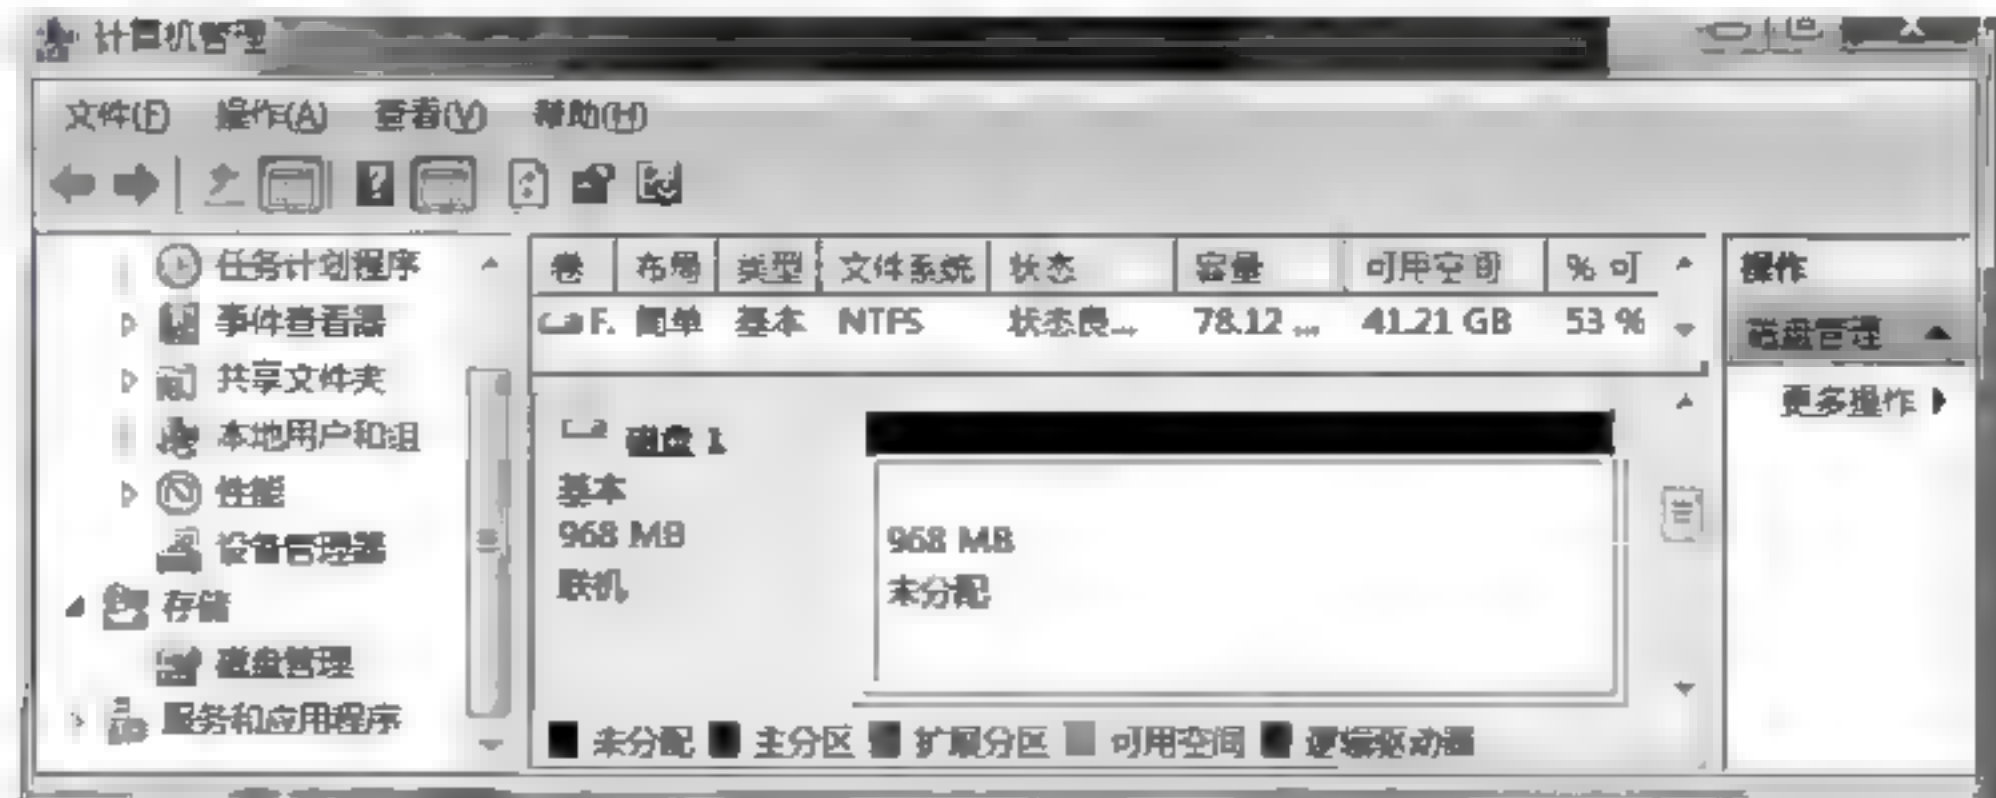 计算机管理
文件(F) 操作(A) 查看(V) 帮助(H)
任务计划程序
事件查看器
共享文件夹
本地用户和组
性能
设备管理器
存储
磁盘管理
服务和应用程序
卷 布局 类型 文件系统 状态 容量 可用空间 % 可
F. 简单 基本 NTFS 状态良... 78.12 ... 41.21 GB 53 %
磁盘 1
基本
968 MB
联机
968 MB
未分配
未分配 主分区 扩展分区 可用空间 逻辑驱动器
操作
磁盘管理
更多操作